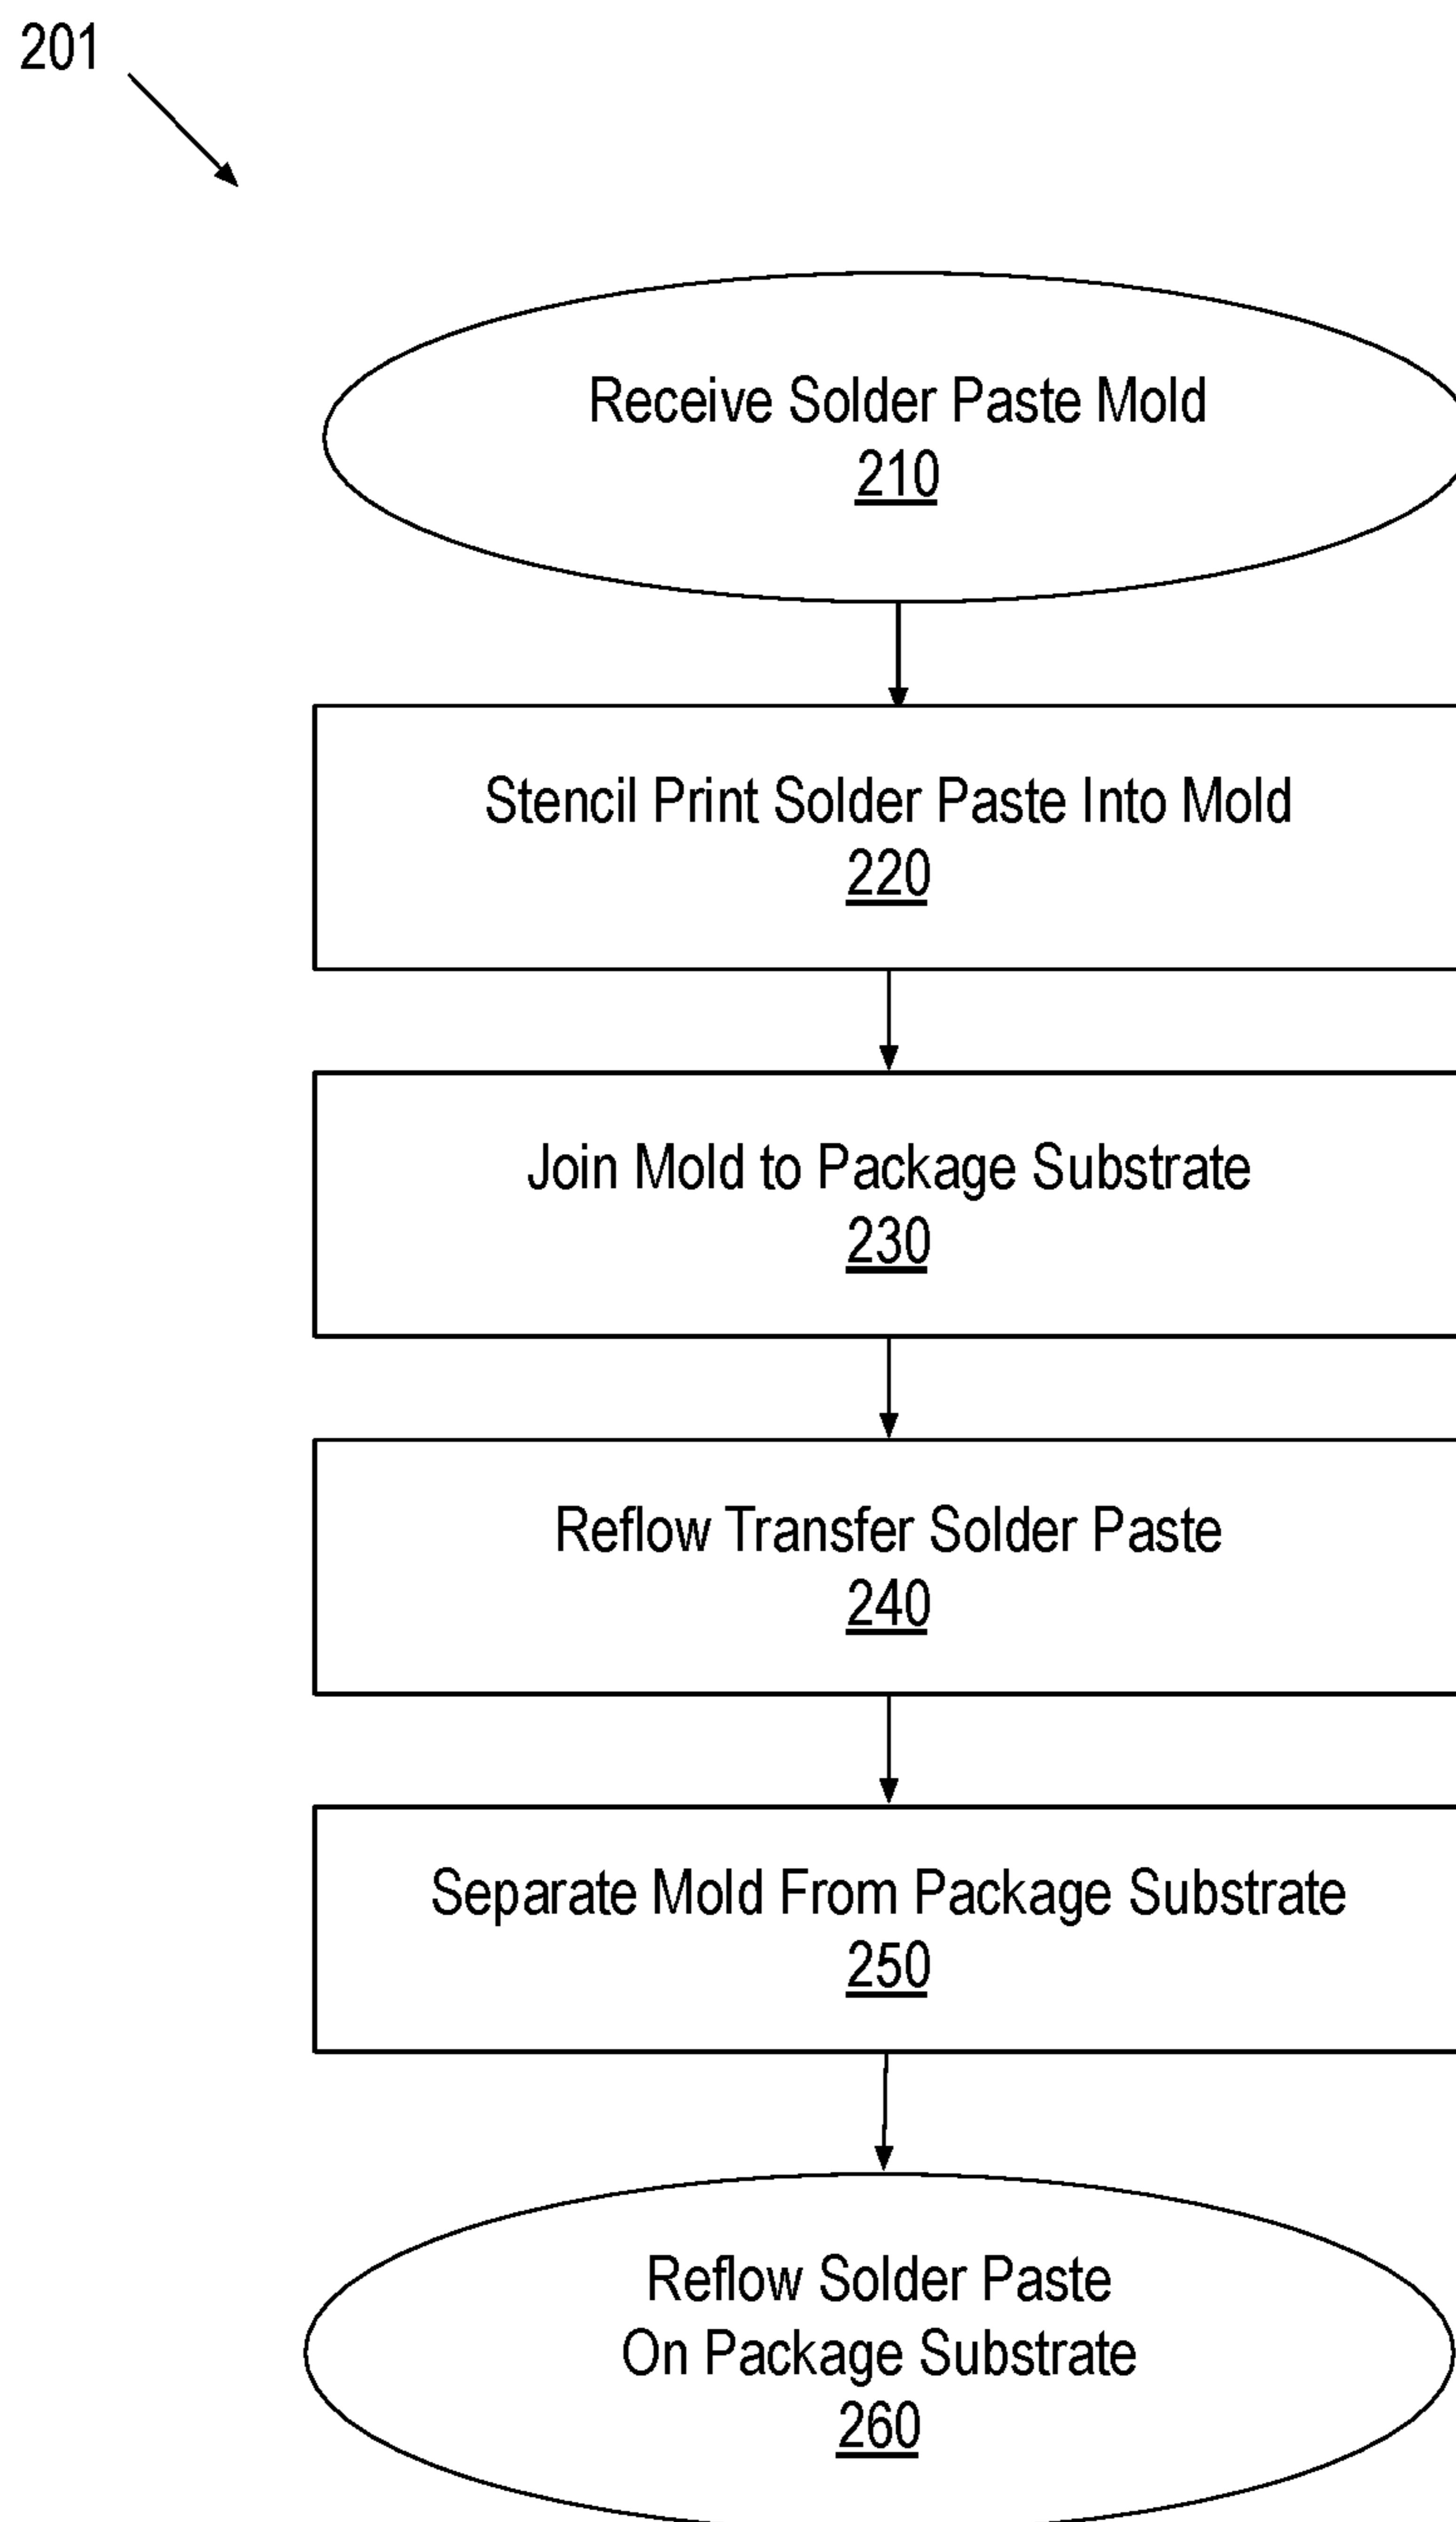 201
Receive Solder Paste Mold
210
Stencil Print Solder Paste Into Mold
220
Join Mold to Package Substrate
230
Reflow Transfer Solder Paste
240
Separate Mold From Package Substrate
250
Reflow Solder Paste
On Package Substrate
260